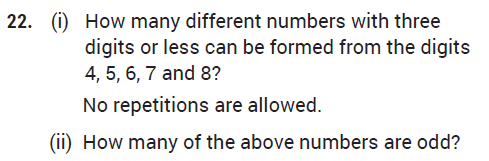 22. (i) How many different numbers with three
digits or less can be formed from the digits
4, 5, 6, 7 and 8?
No repetitions are allowed.
(ii) How many of the above numbers are odd?